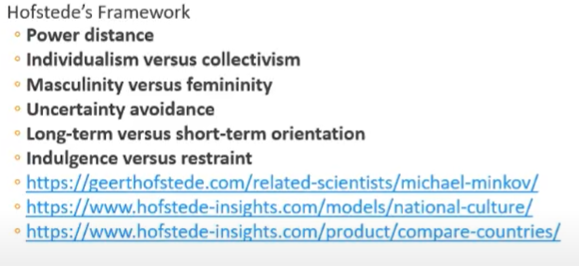 Hofstede's Framework
Power distance
Individualism versus collectivism
Masculinity versus femininity
Uncertainty avoidance
Long-term versus short-term orientation
Indulgence versus restraint
https://geerthofstede.com/related-scientists/michael-minkov/
https://www.hofstede-insights.com/models/national-culture/
https://www.hofstede-insights.com/product/compare-countries/